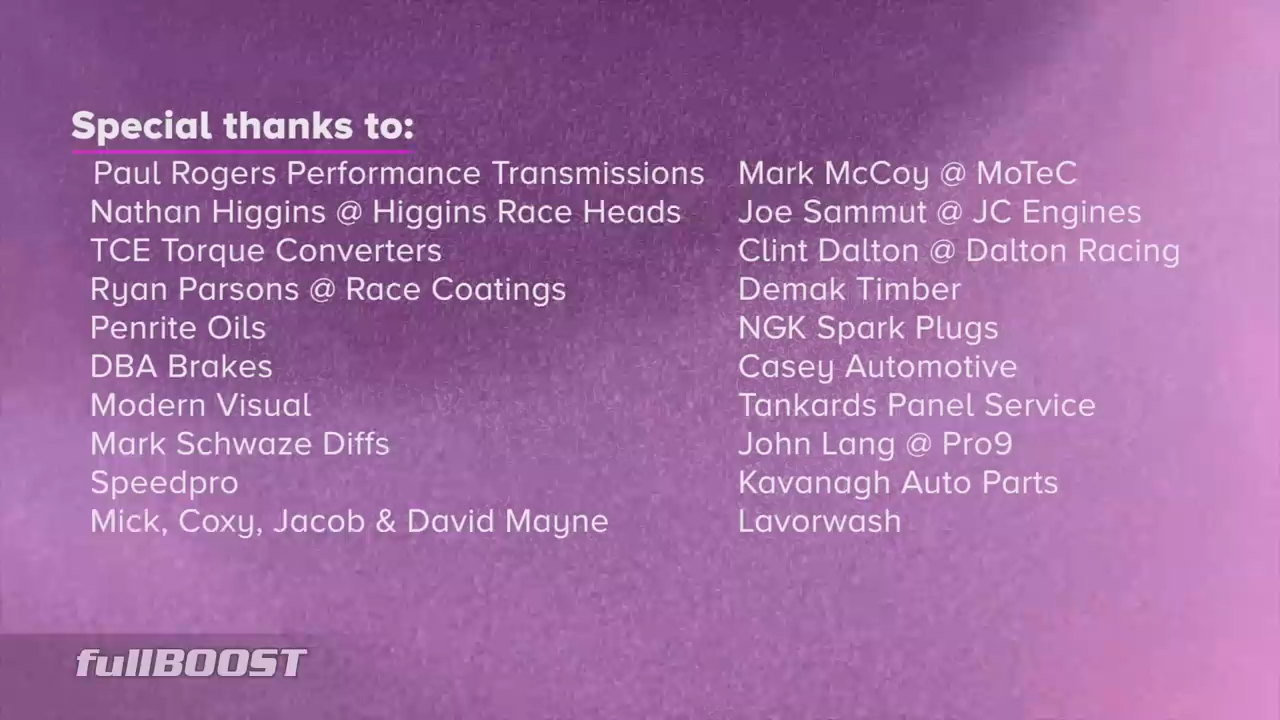 Special thanks to:
Paul Rogers Performance Transmissions
Nathan Higgins @ Higgins Race Heads
TCE Torque Converters
Ryan Parsons @ Race Coatings
Penrite Oils
DBA Brakes
Modern Visual
Mark Schwaze Diffs
Speedpro
Mick, Coxy, Jacob & David Mayne
Mark McCoy @ MoTeC
Joe Sammut @ JC Engines
Clint Dalton @ Dalton Racing
Demak Timber
NGK Spark Plugs
Casey Automotive
Tankards Panel Service
John Lang @ Pro9
Kavanagh Auto Parts
Lavorwash
fullBOOST